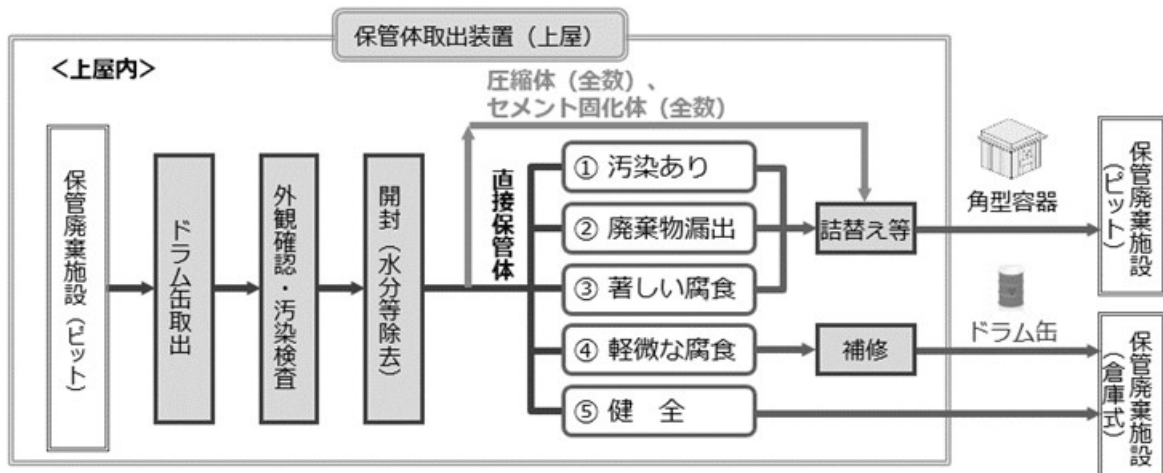 保管体取出装置（上屋）
＜上屋内＞
圧縮体（全数）、
セメント固化体（全数）
保管廃棄施設（ピット）
ドラム缶取出
外観確認・汚染検査
開封（水分等除去）
直接保管体
① 汚染あり
② 廃棄物漏出
③ 著しい腐食
④ 軽微な腐食
⑤ 健　全
詰替え等
補修
角型容器
ドラム缶
保管廃棄施設
（ピット）
保管廃棄施設
（倉庫式）